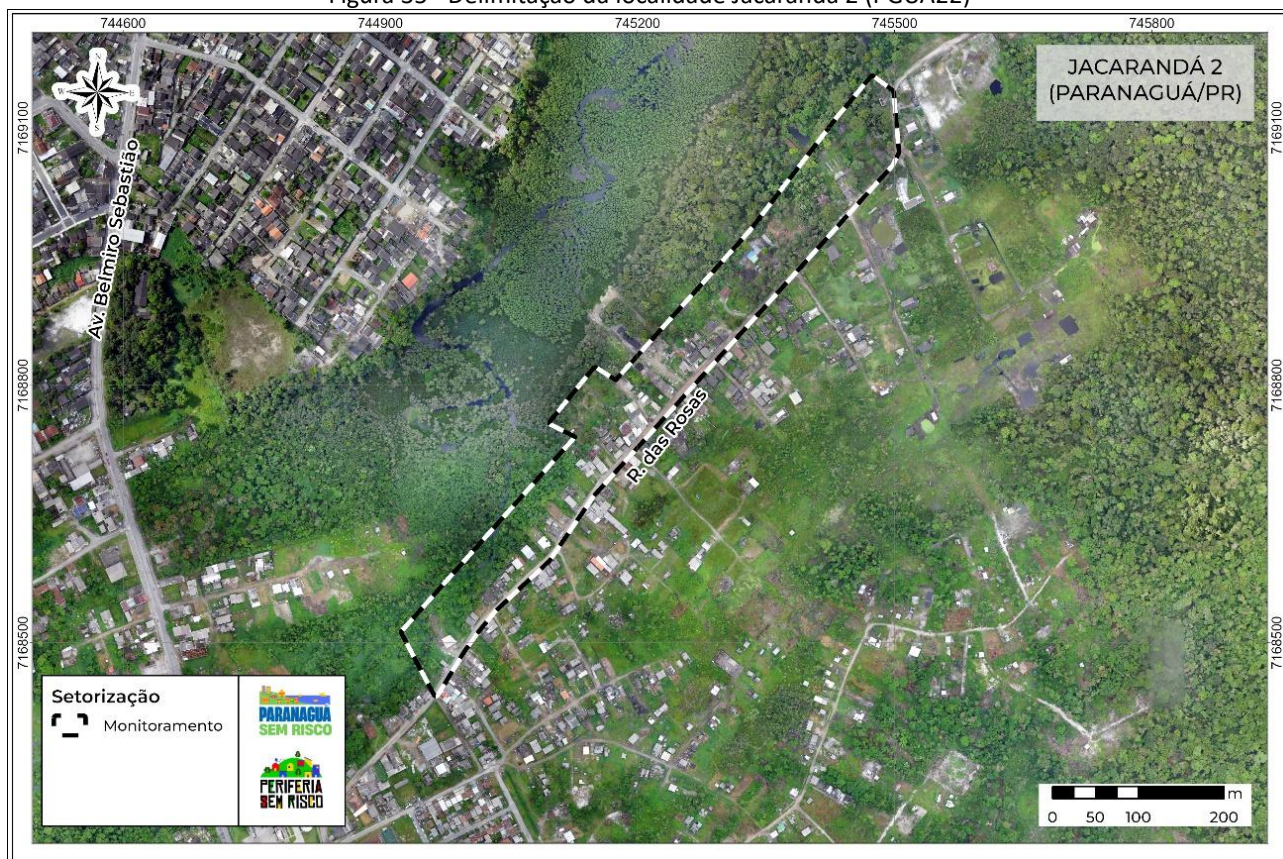 Figura 55 - Delimitação da localidade Jacarandá 2 (PGUA22)
744600 744900 745200 745500 745800
JACARANDÁ 2
(PARANAGUÁ/PR)
N
W E
S
7169100 7169100
Av. Belmiro Sebastião
7168800 7168800
R. das Rosas
7168500 7168500
Setorização
Monitoramento
PARANAGUÁ
SEM RISCO
PERIFERIA
SEM RISCO
m
0 50 100 200